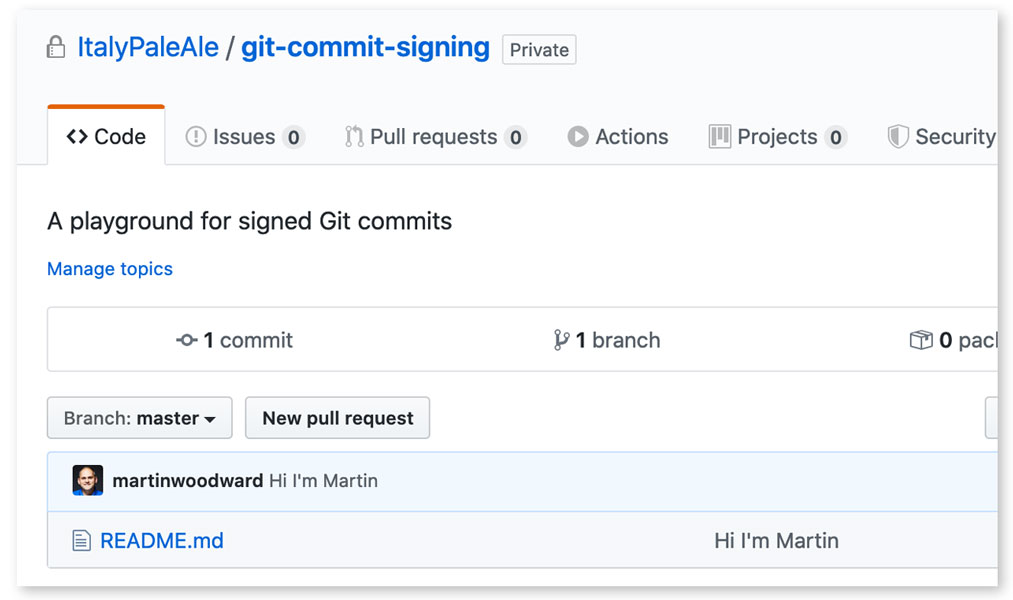 ItalyPaleAle / git-commit-signing Private
Code Issues 0 Pull requests 0 Actions Projects 0 Security
A playground for signed Git commits
Manage topics
1 commit 1 branch 0 pac
Branch: master New pull request
martinwoodward Hi I'm Martin
README.md Hi I'm Martin